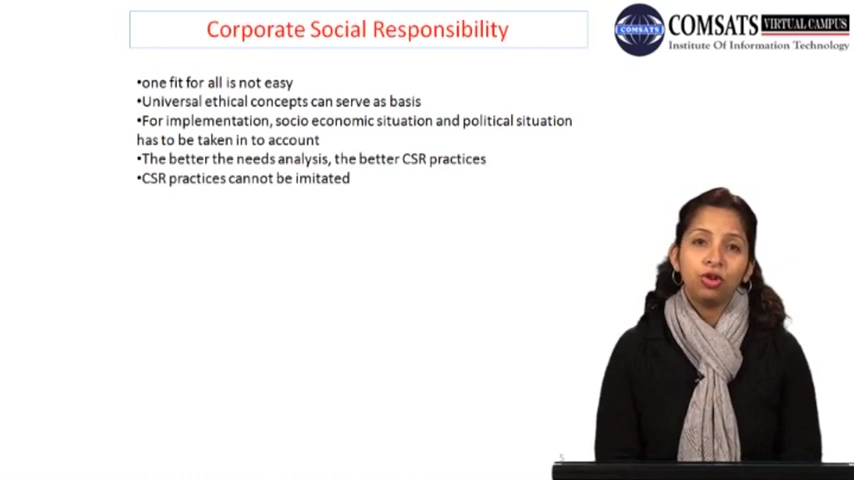 Corporate Social Responsibility
COMSATS
COMSATS VIRTUAL CAMPUS
Institute Of Information Technology
•one fit for all is not easy
•Universal ethical concepts can serve as basis
•For implementation, socio economic situation and political situation
has to be taken in to account
•The better the needs analysis, the better CSR practices
•CSR practices cannot be imitated
5